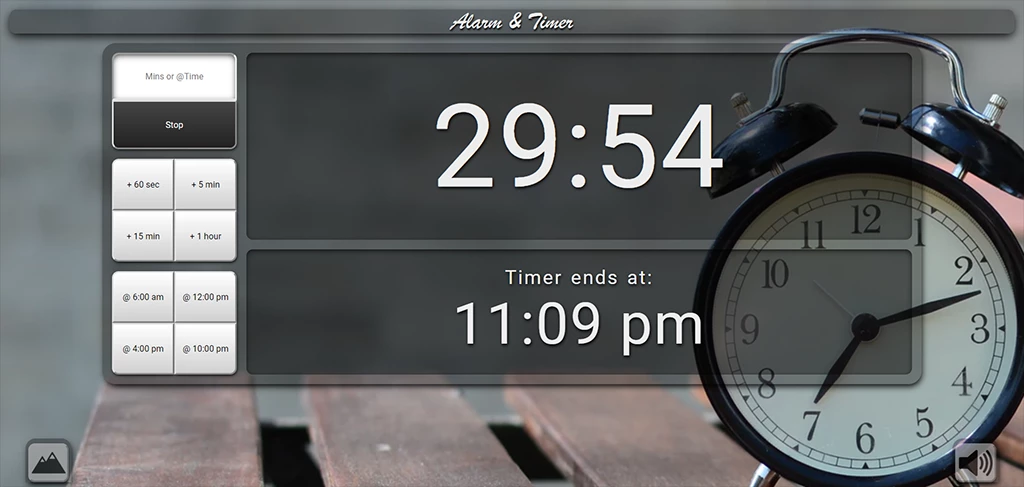 Alarm & Timer
Mins or @Time
Stop
+ 60 sec
+ 5 min
+ 15 min
+ 1 hour
@ 6:00 am
@ 12:00 pm
@ 4:00 pm
@ 10:00 pm
29:54
Timer ends at:
11:09 pm
12
1
2
3
4
5
6
7
8
9
10
11